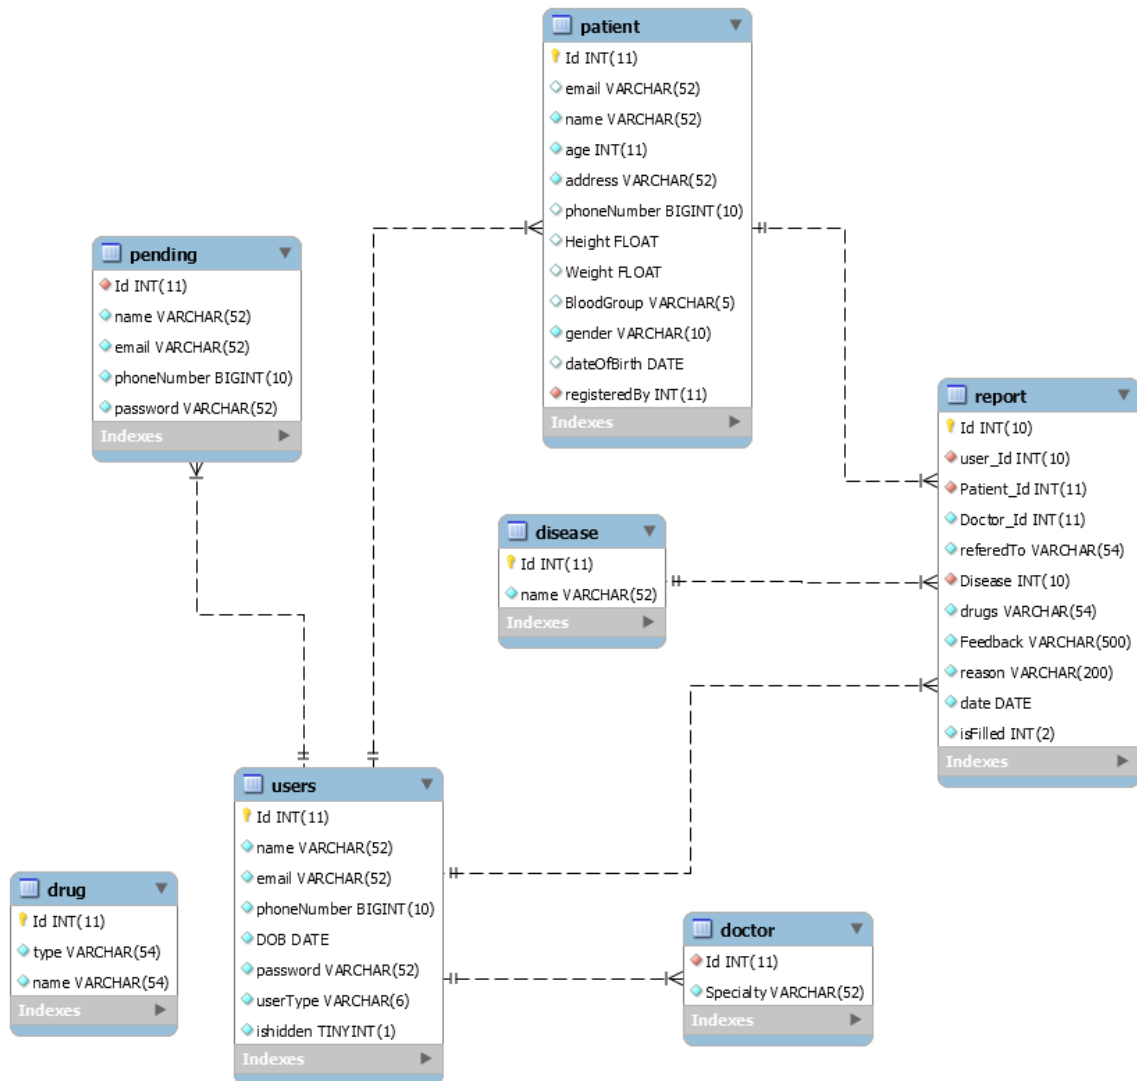 patient
Id INT(11)
email VARCHAR(52)
name VARCHAR(52)
age INT(11)
address VARCHAR(52)
phoneNumber BIGINT(10)
Height FLOAT
Weight FLOAT
BloodGroup VARCHAR(5)
gender VARCHAR(10)
dateOfBirth DATE
registeredBy INT(11)
Indexes
pending
Id INT(11)
name VARCHAR(52)
email VARCHAR(52)
phoneNumber BIGINT(10)
password VARCHAR(52)
Indexes
report
Id INT(10)
user_Id INT(10)
Patient_Id INT(11)
Doctor_Id INT(11)
referedTo VARCHAR(54)
Disease INT(10)
drugs VARCHAR(54)
Feedback VARCHAR(500)
reason VARCHAR(200)
date DATE
isFilled INT(2)
Indexes
disease
Id INT(11)
name VARCHAR(52)
Indexes
users
Id INT(11)
name VARCHAR(52)
email VARCHAR(52)
phoneNumber BIGINT(10)
DOB DATE
password VARCHAR(52)
userType VARCHAR(6)
ishidden TINYINT(1)
Indexes
drug
Id INT(11)
type VARCHAR(54)
name VARCHAR(54)
Indexes
doctor
Id INT(11)
Specialty VARCHAR(52)
Indexes